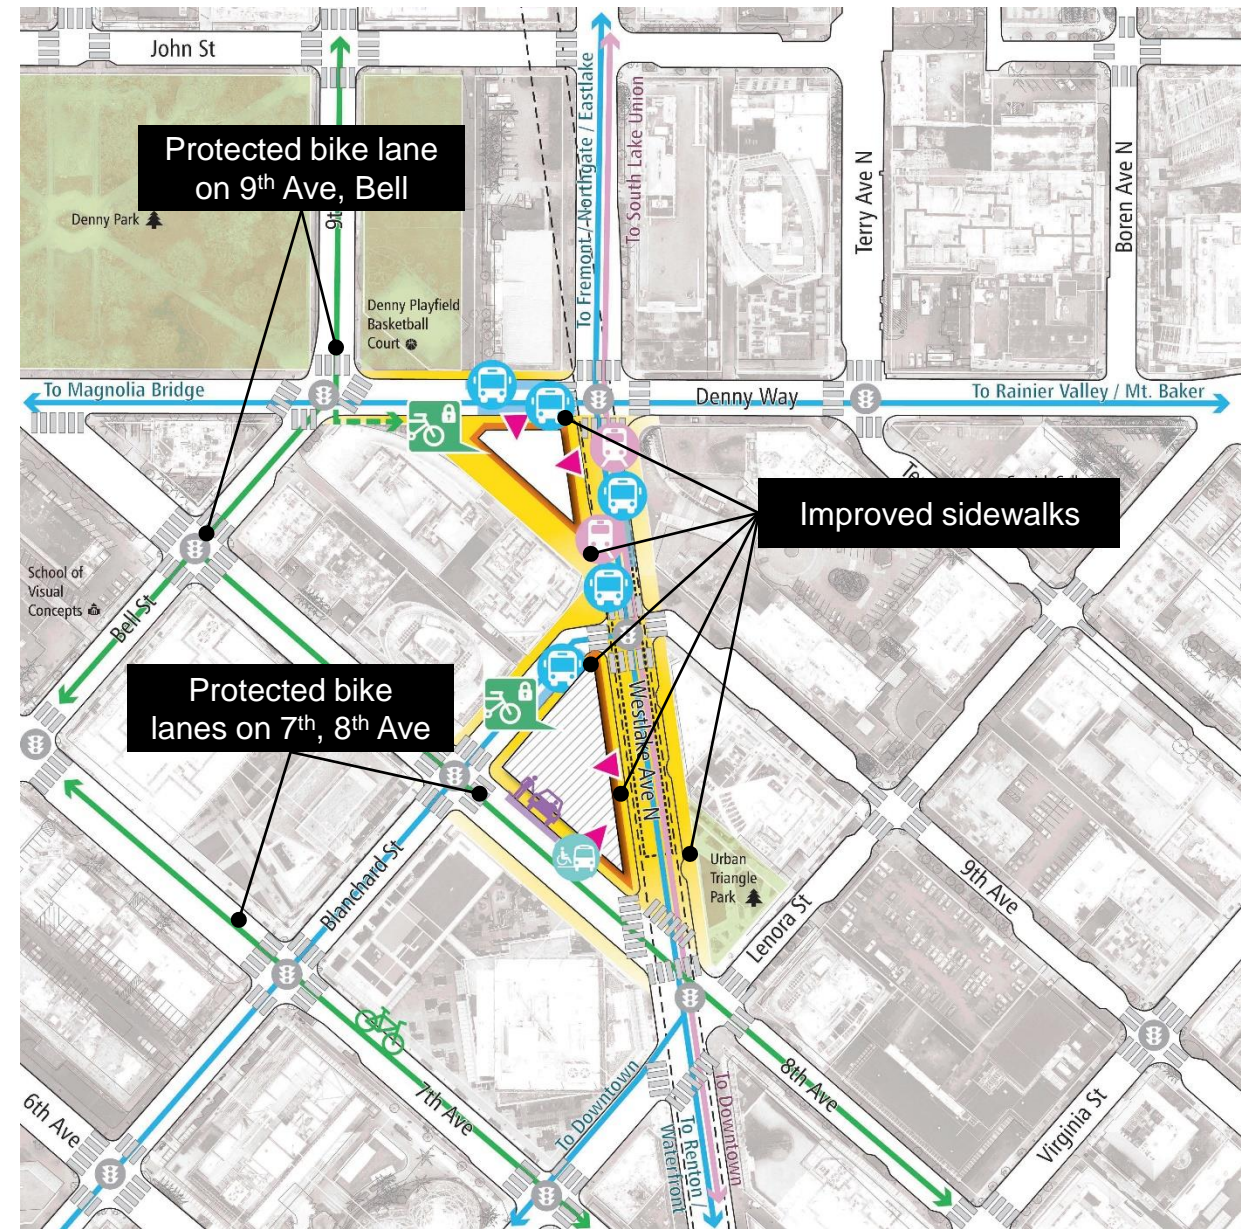 John St
Protected bike lane
on 9th Ave, Bell
Denny Park
Denny Playfield
Basketball
Court
To Fremont / Northgate / Eastlake
To South Lake Union
Terry Ave N
Boren Ave N
To Magnolia Bridge
Denny Way
To Rainier Valley / Mt. Baker
Improved sidewalks
School of
Visual
Concepts
Bell St
Protected bike
lanes on 7th, 8th Ave
Westlake Ave N
Urban
Triangle
Park
Blanchard St
Lenora St
9th Ave
6th Ave
7th Ave
8th Ave
Virginia St
To Downtown
To Renton /
Waterfront
To Downtown